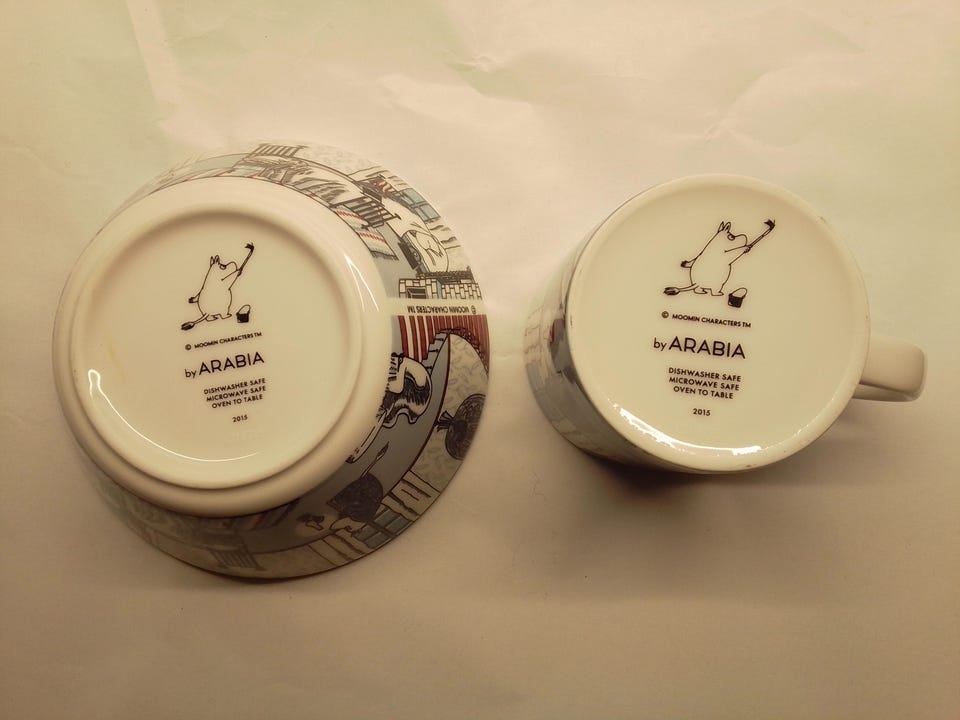 © MOOMIN CHARACTERS TM
by ARABIA
DISHWASHER SAFE
MICROWAVE SAFE
OVEN TO TABLE
2015
© MOOMIN CHARACTERS TM
© MOOMIN CHARACTERS TM
by ARABIA
DISHWASHER SAFE
MICROWAVE SAFE
OVEN TO TABLE
2015